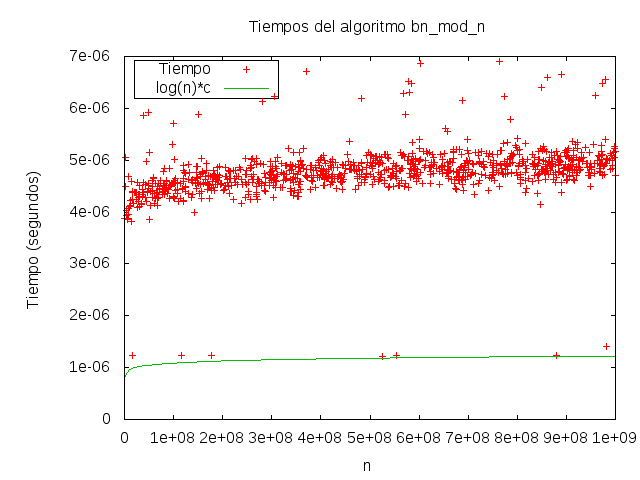 Tiempos del algoritmo bn_mod_n
7e-06
6e-06
5e-06
4e-06
3e-06
2e-06
1e-06
0
Tiempo (segundos)
Tiempo
log(n)*c
0 1e+08 2e+08 3e+08 4e+08 5e+08 6e+08 7e+08 8e+08 9e+08 1e+09
n